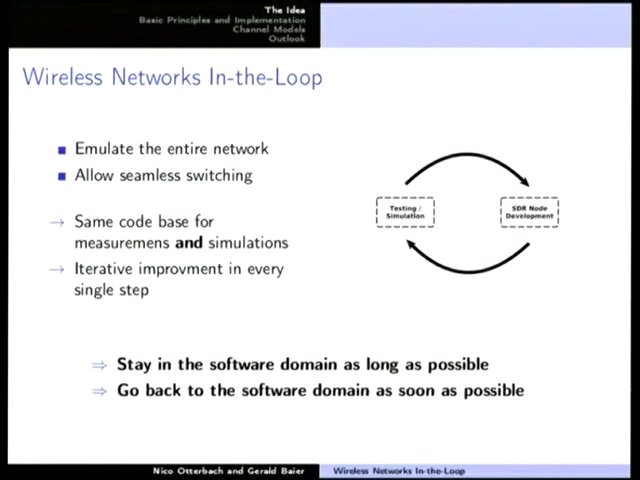 The Idea
Basic Principles and Implementation
Channel Models
Outlook
Wireless Networks In-the-Loop
Emulate the entire network
Allow seamless switching
→ Same code base for
measuremens and simulations
→ Iterative improvment in every
single step
Testing /
Simulation
SDR Node
Development
⇒ Stay in the software domain as long as possible
⇒ Go back to the software domain as soon as possible
Nico Otterbach and Gerald Baier
Wireless Networks In-the-Loop